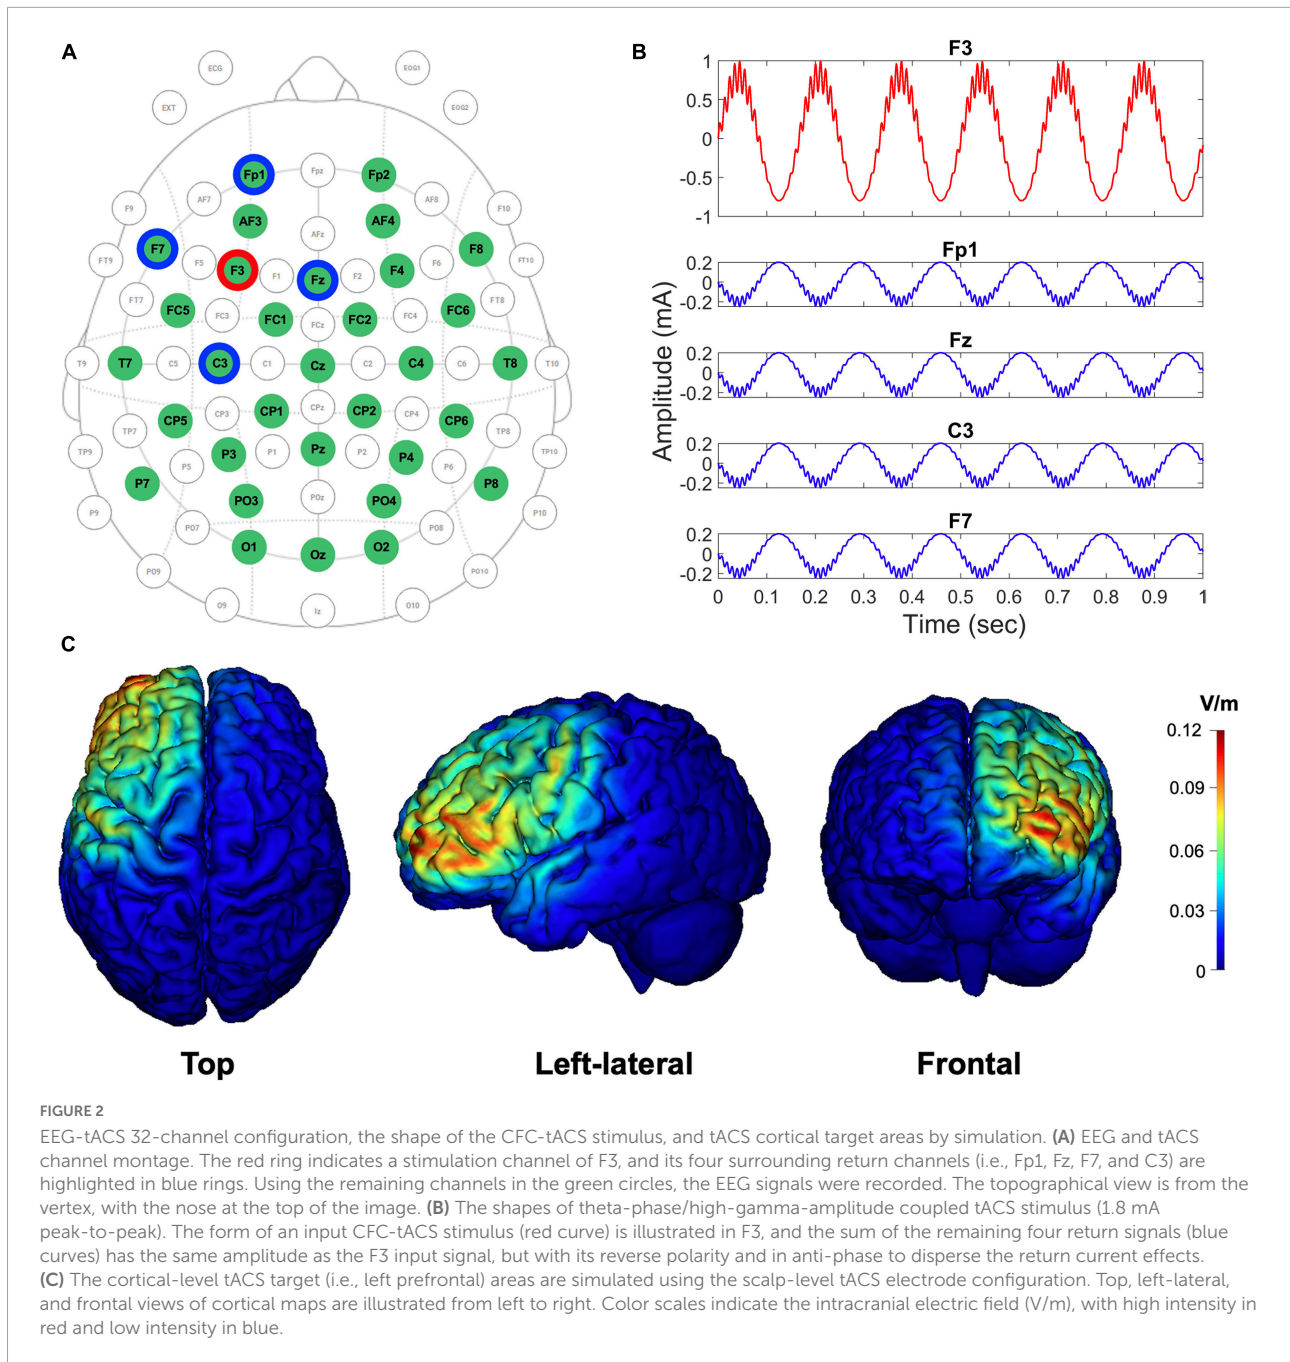 A
ECG
EOG1
EXT
EOG2
Fp1
Fpz
Fp2
AF7
AF8
F9
F10
AF3
AF4
AFz
F7
F8
FT9
F5
F3
F1
Fz
F2
F4
F6
FT10
FT7
FT8
FC5
FC3
FC1
FCz
FC2
FC4
FC6
T9
T7
C5
C3
C1
Cz
C2
C4
C6
T8
T10
CP5
CP3
CP1
CPz
CP2
CP4
CP6
TP7
TP8
TP9
TP10
P5
P3
P1
Pz
P2
P4
P6
P7
P8
P9
PO3
POz
PO4
P10
PO7
PO8
O1
Oz
O2
PO9
PO10
O9
Iz
O10
B
F3
1
0.5
0
-0.5
-1
Fp1
0.2
0
-0.2
Fz
0.2
0
-0.2
C3
0.2
0
-0.2
F7
0.2
0
-0.2
0 0.1 0.2 0.3 0.4 0.5 0.6 0.7 0.8 0.9 1
Time (sec)
Amplitude (mA)
C
V/m
0.12
0.09
0.06
0.03
0
Top
Left-lateral
Frontal
FIGURE 2
EEG-tACS 32-channel configuration, the shape of the CFC-tACS stimulus, and tACS cortical target areas by simulation. (A) EEG and tACS
channel montage. The red ring indicates a stimulation channel of F3, and its four surrounding return channels (i.e., Fp1, Fz, F7, and C3) are
highlighted in blue rings. Using the remaining channels in the green circles, the EEG signals were recorded. The topographical view is from the
vertex, with the nose at the top of the image. (B) The shapes of theta-phase/high-gamma-amplitude coupled tACS stimulus (1.8 mA
peak-to-peak). The form of an input CFC-tACS stimulus (red curve) is illustrated in F3, and the sum of the remaining four return signals (blue
curves) has the same amplitude as the F3 input signal, but with its reverse polarity and in anti-phase to disperse the return current effects.
(C) The cortical-level tACS target (i.e., left prefrontal) areas are simulated using the scalp-level tACS electrode configuration. Top, left-lateral,
and frontal views of cortical maps are illustrated from left to right. Color scales indicate the intracranial electric field (V/m), with high intensity in
red and low intensity in blue.